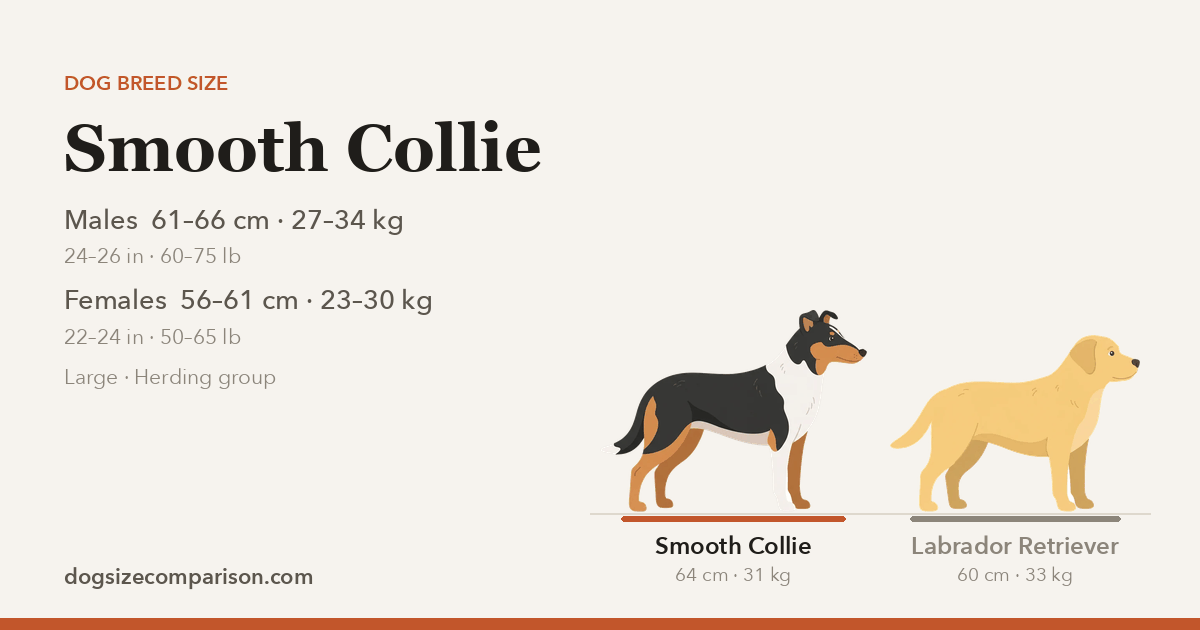 DOG BREED SIZE
Smooth Collie
Males 61–66 cm · 27–34 kg
24–26 in · 60–75 lb
Females 56–61 cm · 23–30 kg
22–24 in · 50–65 lb
Large · Herding group
Smooth Collie
64 cm · 31 kg
Labrador Retriever
60 cm · 33 kg
dogsizecomparison.com